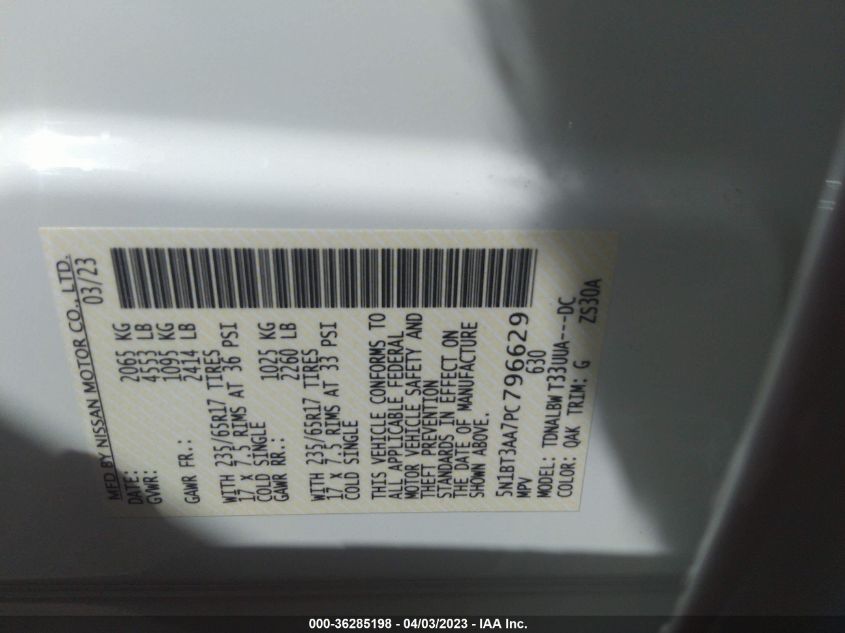 MFD BY NISSAN MOTOR CO., LTD.
DATE: 03/23
GVWR: 2065 KG
4553 LB
GAWR FR.: 1095 KG
2414 LB
WITH 235/65R17 TIRES
17 X 7.5 RIMS AT 36 PSI
COLD SINGLE
GAWR RR.: 1025 KG
2260 LB
WITH 235/65R17 TIRES
17 X 7.5 RIMS AT 33 PSI
COLD SINGLE
THIS VEHICLE CONFORMS TO
ALL APPLICABLE FEDERAL
MOTOR VEHICLE SAFETY AND
THEFT PREVENTION
STANDARDS IN EFFECT ON
THE DATE OF MANUFACTURE
SHOWN ABOVE.
5N1BT3AA7PC796629
MPV 630
MODEL: TDNALBW T33UUA---DC
COLOR: QAK TRIM: G ZS30A
000-36285198 - 04/03/2023 - IAA Inc.